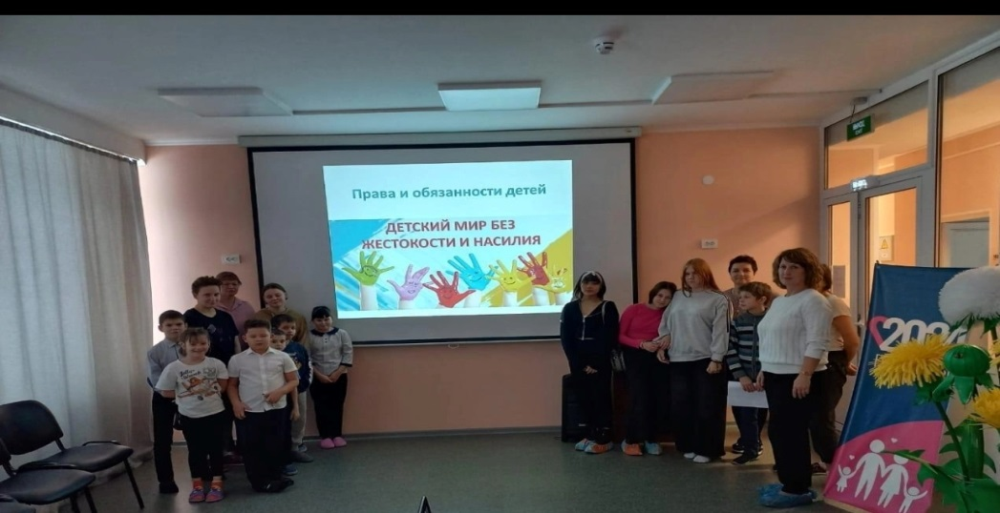 Права и обязанности детей
ДЕТСКИЙ МИР БЕЗ
ЖЕСТОКОСТИ И НАСИЛИЯ